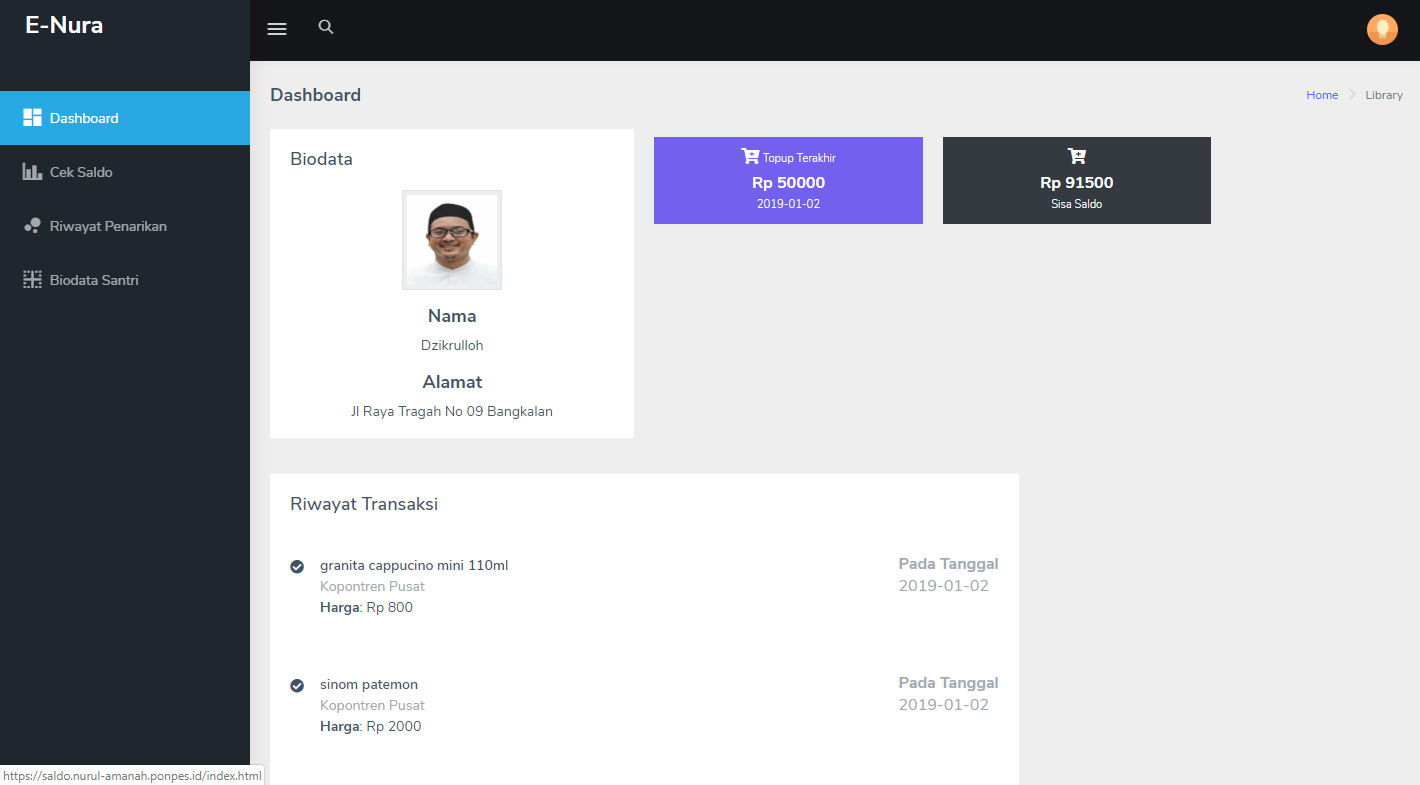 E-Nura
Dashboard
Cek Saldo
Riwayat Penarikan
Biodata Santri
Dashboard
Home
Library
Biodata
Nama
Dzikrulloh
Alamat
Jl Raya Tragah No 09 Bangkalan
Topup Terakhir
Rp 50000
2019-01-02
Rp 91500
Sisa Saldo
Riwayat Transaksi
granita cappucino mini 110ml
Kopontren Pusat
Harga: Rp 800
Pada Tanggal
2019-01-02
sinom patemon
Kopontren Pusat
Harga: Rp 2000
Pada Tanggal
2019-01-02
https://saldo.nurul-amanah.ponpes.id/index.html